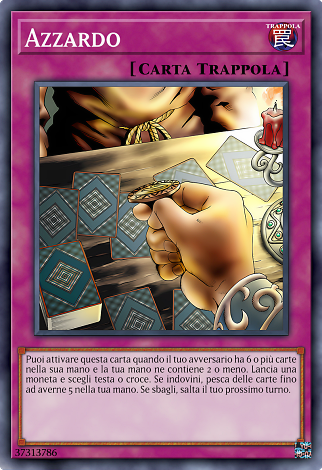 Azzardo
TRAPPOLA
罠
[Carta Trappola]
Puoi attivare questa carta quando il tuo avversario ha 6 o più carte
nella sua mano e la tua mano ne contiene 2 o meno. Lancia una
moneta e scegli testa o croce. Se indovini, pesca delle carte fino
ad averne 5 nella tua mano. Se sbagli, salta il tuo prossimo turno.
37313786